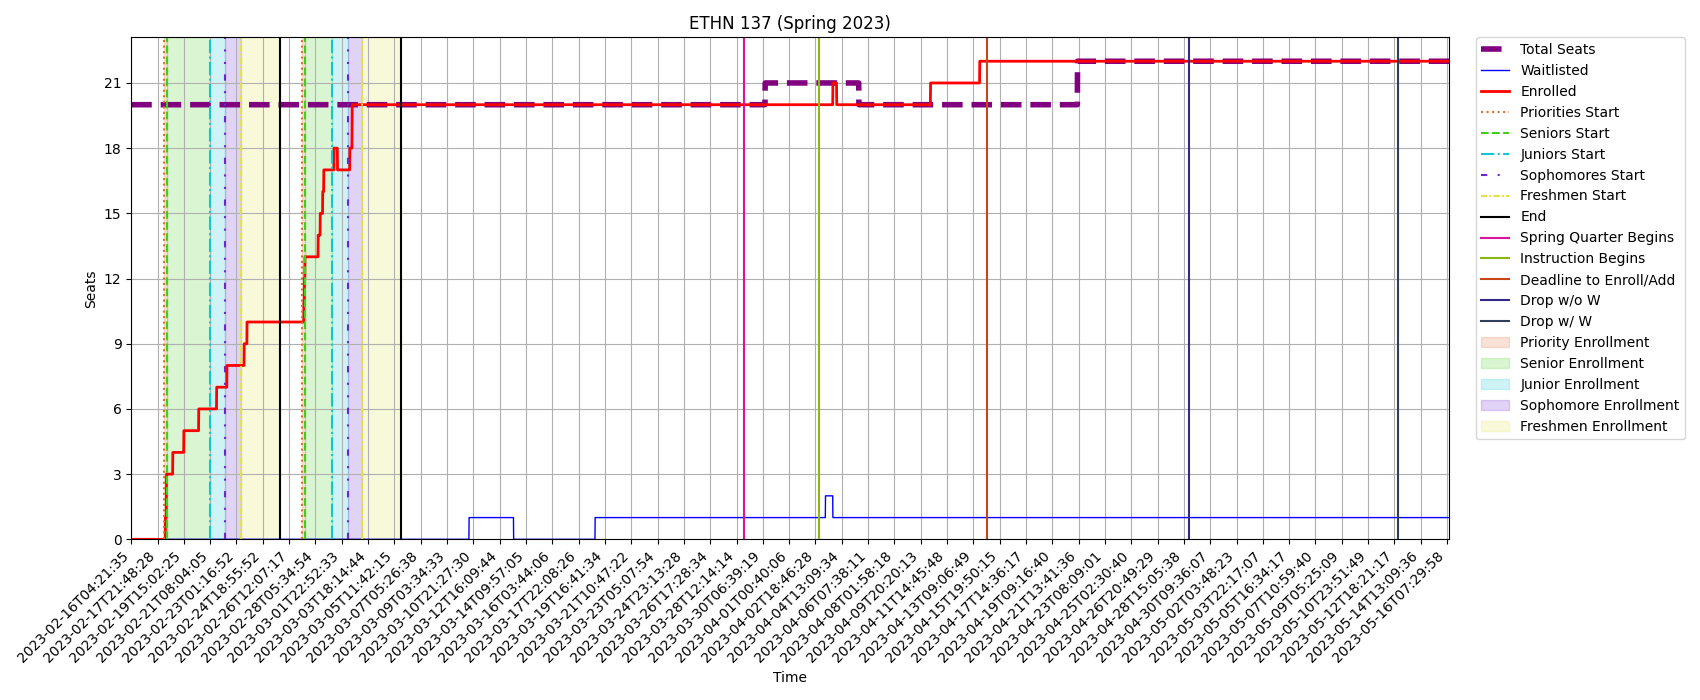 ETHN 137 (Spring 2023)
Seats
21
18
15
12
9
6
3
0
2023-02-16T04:21:35
2023-02-17T21:48:28
2023-02-19T15:02:25
2023-02-21T08:04:05
2023-02-23T01:16:52
2023-02-24T18:55:52
2023-02-26T12:07:17
2023-02-28T05:34:54
2023-03-01T22:52:33
2023-03-03T18:14:44
2023-03-05T11:42:15
2023-03-07T05:26:38
2023-03-09T03:34:33
2023-03-10T21:27:30
2023-03-12T16:09:44
2023-03-14T09:57:05
2023-03-16T03:44:06
2023-03-17T22:08:26
2023-03-19T16:41:34
2023-03-21T10:47:22
2023-03-23T05:07:54
2023-03-24T23:13:28
2023-03-26T17:28:34
2023-03-28T12:14:14
2023-03-30T06:39:19
2023-04-01T00:40:06
2023-04-02T18:46:28
2023-04-04T13:09:34
2023-04-06T07:38:11
2023-04-08T01:58:18
2023-04-09T20:20:13
2023-04-11T14:45:48
2023-04-13T09:06:49
2023-04-15T19:50:15
2023-04-17T14:36:17
2023-04-19T09:16:40
2023-04-21T13:41:36
2023-04-23T08:09:01
2023-04-25T02:30:40
2023-04-26T20:49:29
2023-04-28T15:05:38
2023-04-30T09:36:07
2023-05-02T03:48:23
2023-05-03T22:17:07
2023-05-05T16:34:17
2023-05-07T10:59:40
2023-05-09T05:25:09
2023-05-10T23:51:49
2023-05-12T18:21:17
2023-05-14T13:09:36
2023-05-16T07:29:58
Time
Total Seats
Waitlisted
Enrolled
Priorities Start
Seniors Start
Juniors Start
Sophomores Start
Freshmen Start
End
Spring Quarter Begins
Instruction Begins
Deadline to Enroll/Add
Drop w/o W
Drop w/ W
Priority Enrollment
Senior Enrollment
Junior Enrollment
Sophomore Enrollment
Freshmen Enrollment